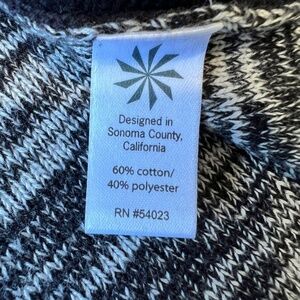 Designed in
Sonoma County,
California
60% cotton/
40% polyester
RN #54023